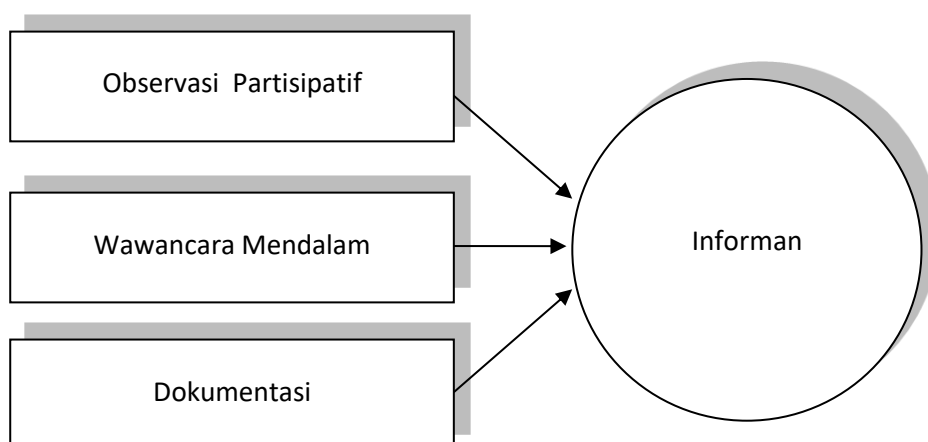 Observasi  Partisipatif
Wawancara Mendalam
Informan
Dokumentasi